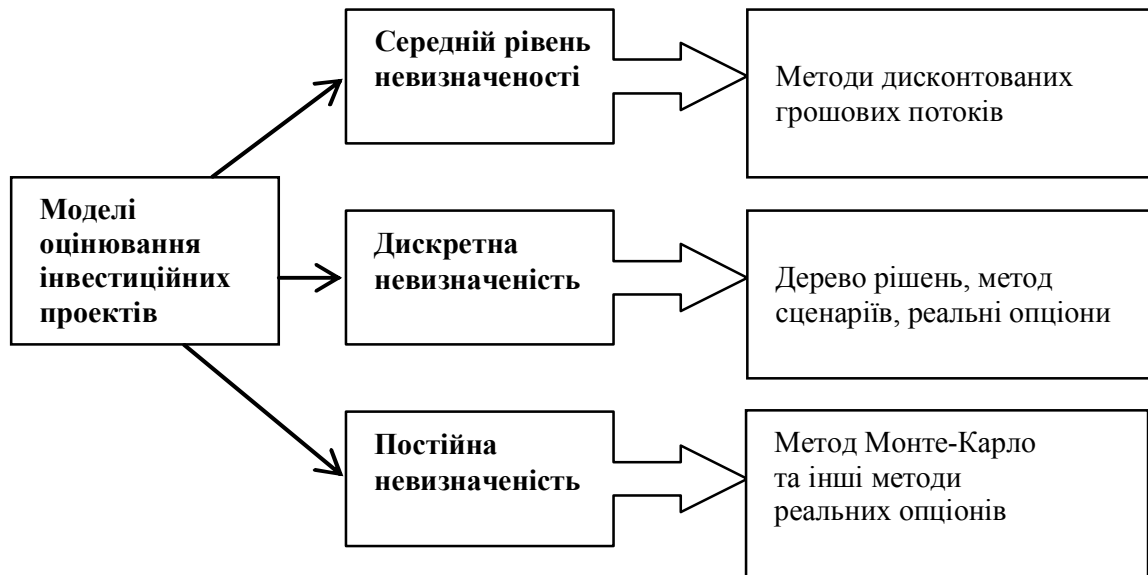 Моделі
оцінювання
інвестиційних
проектів
Середній рівень
невизначеності
Методи дисконтованих
грошових потоків
Дискретна
невизначеність
Дерево рішень, метод
сценаріїв, реальні опціони
Постійна
невизначеність
Метод Монте-Карло
та інші методи
реальних опціонів